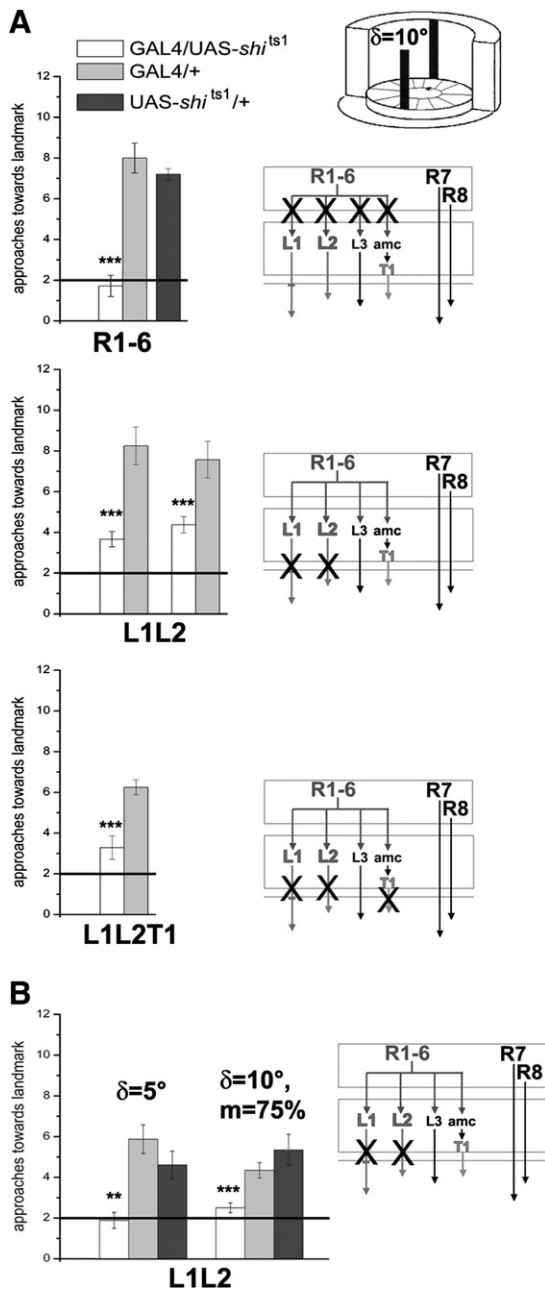 A
GAL4/UAS-shi ts1
GAL4/+
UAS-shi ts1/+
δ=10°
approaches towards landmark
12
10
8
6
4
2
0
***
R1-6
R1-6
R7
R8
L1 L2 L3 amc
T1
approaches towards landmark
12
10
8
6
4
2
0
***
***
L1L2
R1-6
R7
R8
L1 L2 L3 amc
T1
approaches towards landmark
12
10
8
6
4
2
0
***
L1L2T1
R1-6
R7
R8
L1 L2 L3 amc
T1
B
approaches towards landmark
12
10
8
6
4
2
0
δ=5°
δ=10°,
m=75%
**
***
L1L2
R1-6
R7
R8
L1 L2 L3 amc
T1